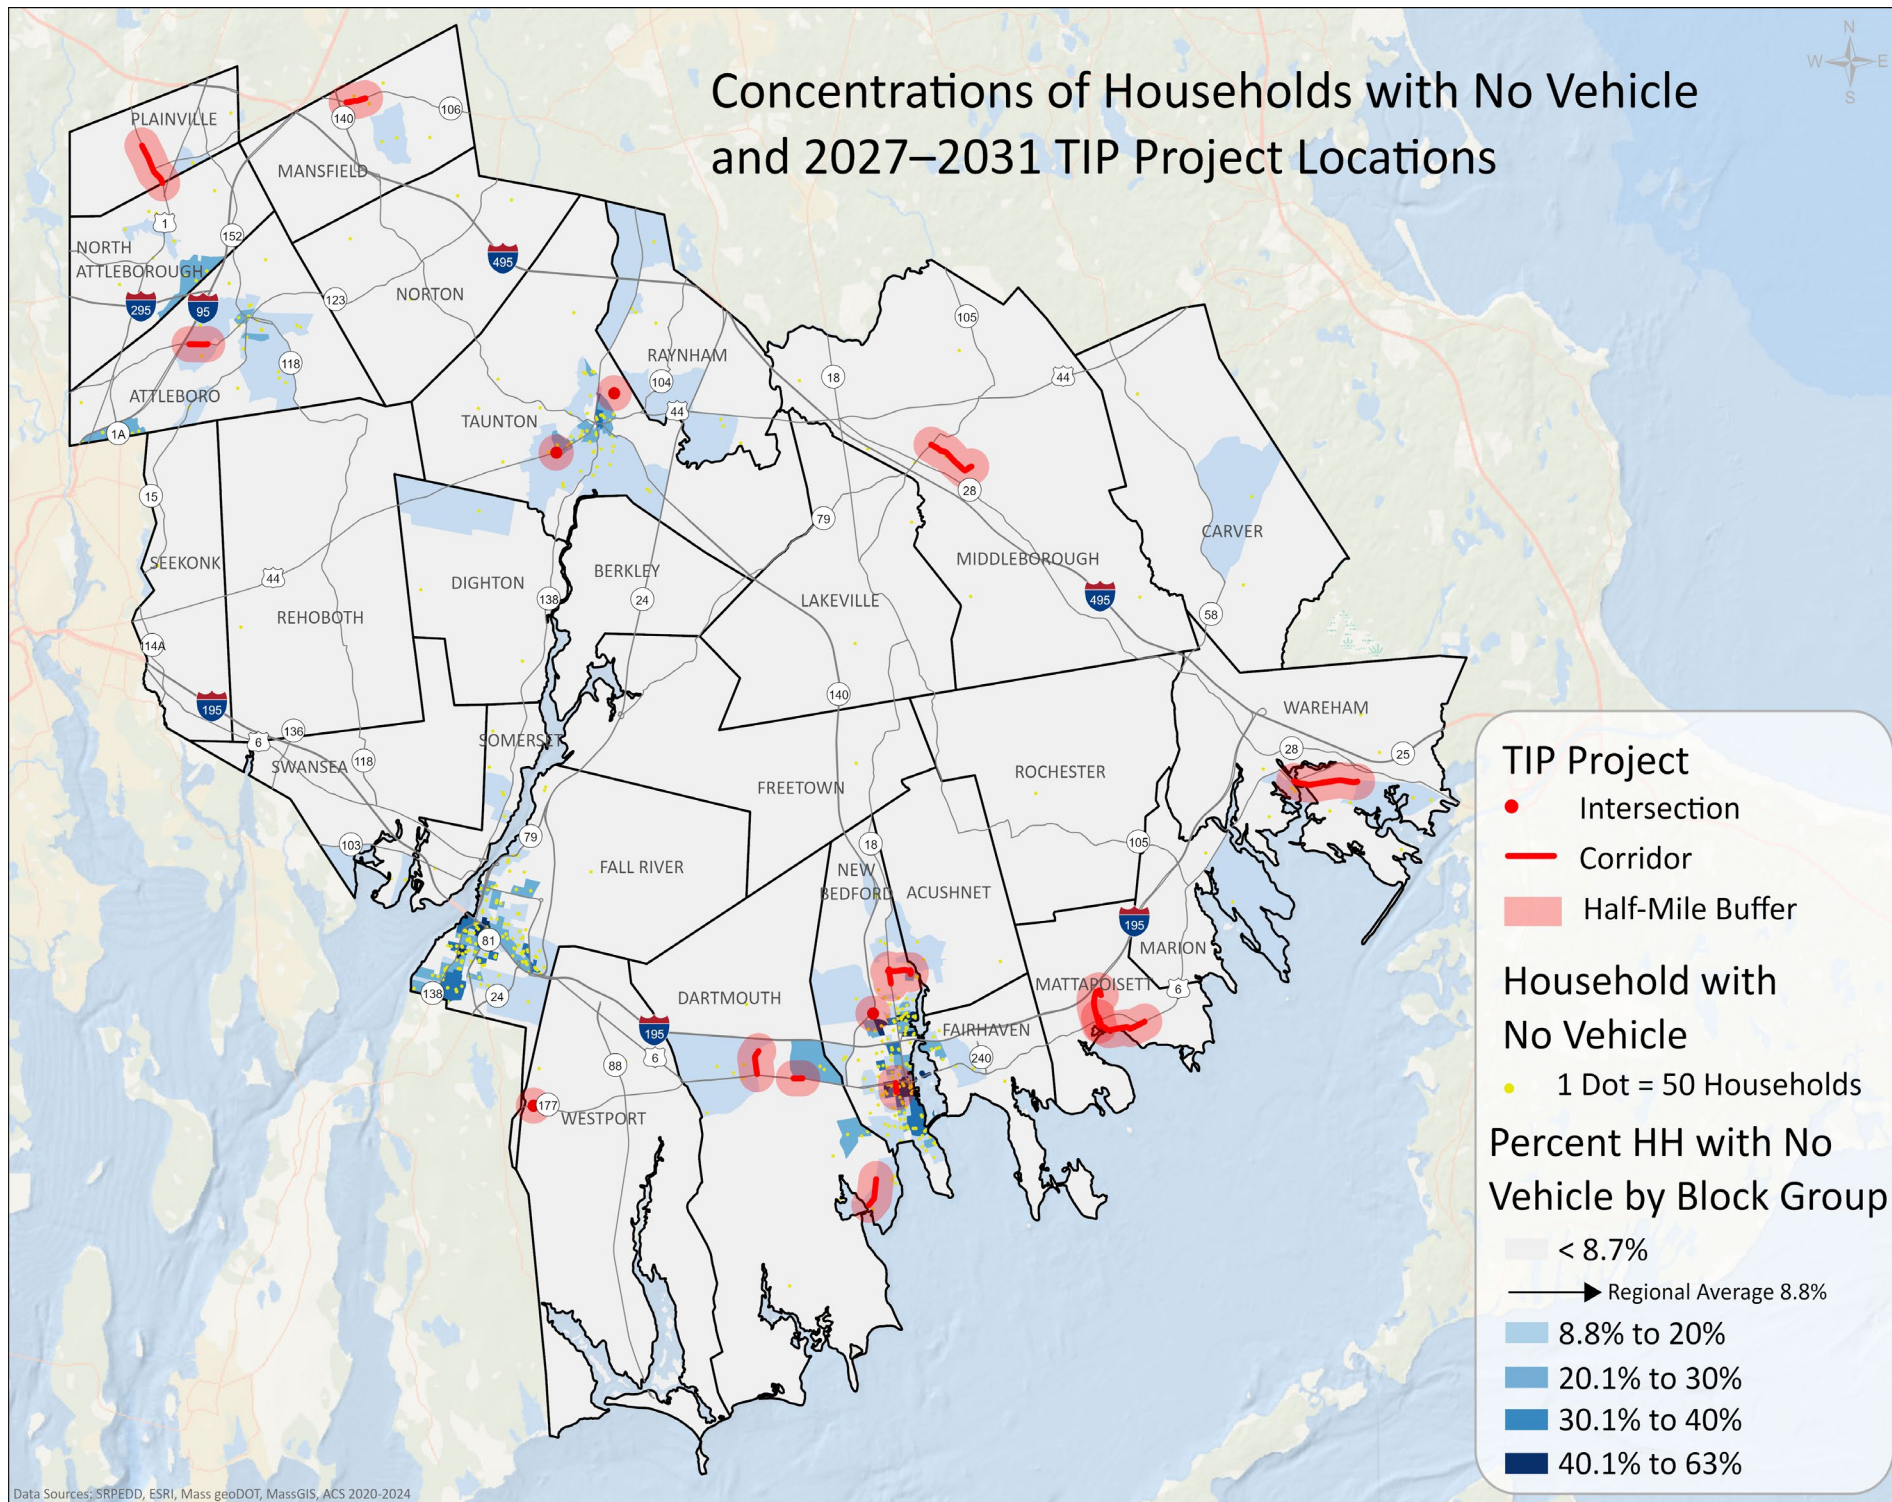 Concentrations of Households with No Vehicle
and 2027–2031 TIP Project Locations
N
W
E
S
PLAINVILLE
140
106
MANSFIELD
1
152
NORTH
ATTLEBOROUGH
495
295
95
123
NORTON
105
118
RAYNHAM
104
18
44
ATTLEBORO
44
TAUNTON
1A
15
28
79
CARVER
SEEKONK
MIDDLEBOROUGH
44
DIGHTON
BERKLEY
138
24
LAKEVILLE
495
58
REHOBOTH
114A
195
140
WAREHAM
136
6
SOMERSET
28
25
118
SWANSEA
ROCHESTER
FREETOWN
79
103
18
105
FALL RIVER
NEW
BEDFORD
ACUSHNET
195
81
MARION
138
24
DARTMOUTH
MATTAPOISETT
6
195
FAIRHAVEN
6
240
88
177
WESTPORT
TIP Project
Intersection
Corridor
Half-Mile Buffer
Household with
No Vehicle
1 Dot = 50 Households
Percent HH with No
Vehicle by Block Group
< 8.7%
Regional Average 8.8%
8.8% to 20%
20.1% to 30%
30.1% to 40%
40.1% to 63%
Data Sources: SRPEDD, ESRI, Mass geoDOT, MassGIS, ACS 2020-2024